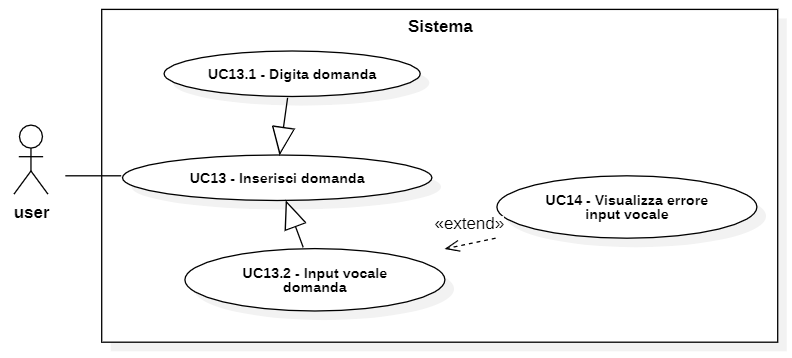 Sistema
UC13.1 - Digita domanda
UC13 - Inserisci domanda
user
UC14 - Visualizza errore
input vocale
«extend»
UC13.2 - Input vocale
domanda